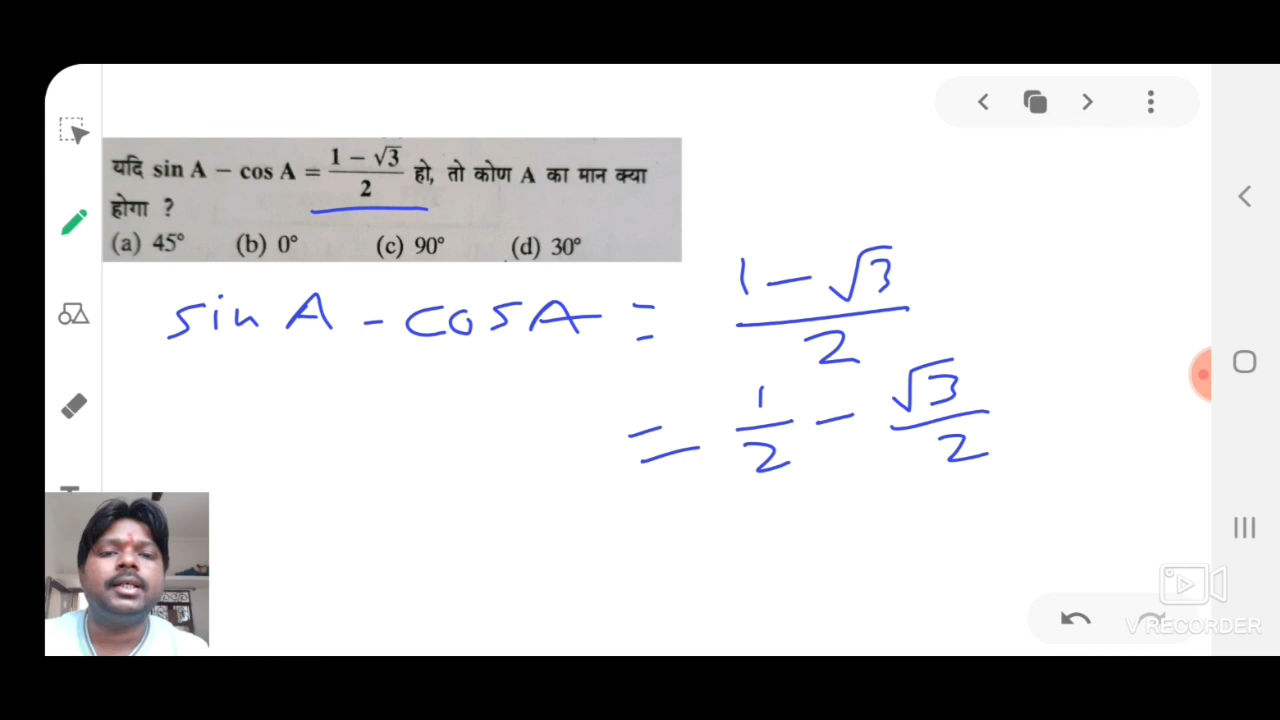 यदि sin A − cos A = (1 − √3)/2 हो, तो कोण A का मान क्या
होगा ?
(a) 45° (b) 0° (c) 90° (d) 30°
sin A - cos A = (1 - √3)/2
= 1/2 - √3/2
V RECORDER